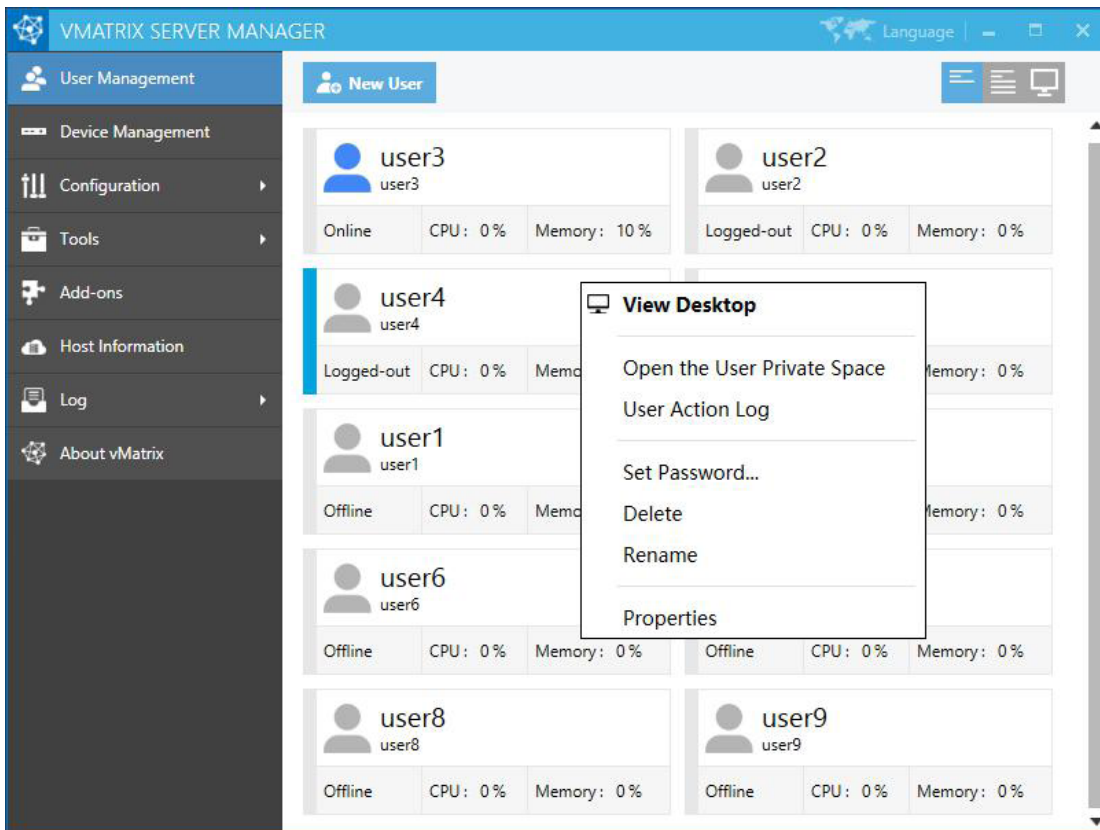 VMATRIX SERVER MANAGER
Language
User Management
Device Management
Configuration
Tools
Add-ons
Host Information
Log
About vMatrix
New User
user3
user3
Online CPU: 0% Memory: 10%
user2
user2
Logged-out CPU: 0% Memory: 0%
user4
user4
Logged-out CPU: 0%
0%
user1
user1
Offline CPU: 0%
0%
user6
user6
Offline CPU: 0% Memory: 0%
Offline CPU: 0% Memory: 0%
user8
user8
Offline CPU: 0% Memory: 0%
user9
user9
Offline CPU: 0% Memory: 0%
View Desktop
Open the User Private Space
User Action Log
Set Password...
Delete
Rename
Properties